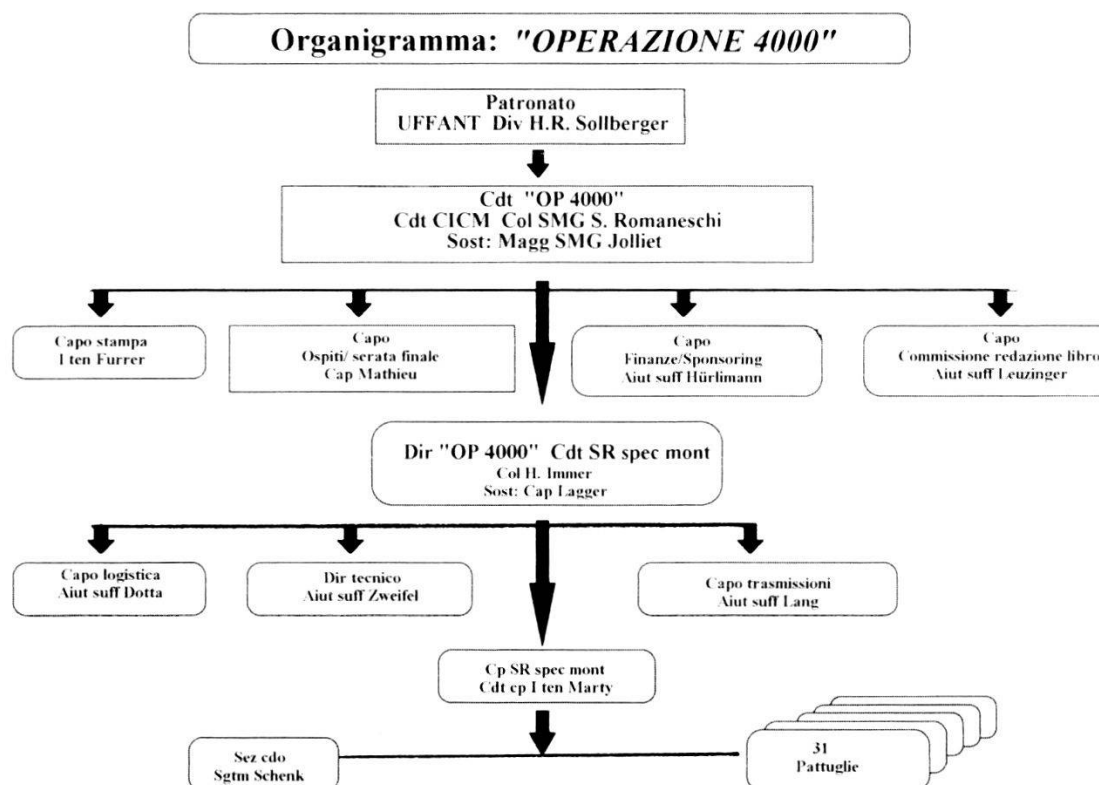 Organigramma: "OPERAZIONE 4000"
Patronato
UFFANT Div H.R. Sollberger
Cdt "OP 4000"
Cdt CICM Col SMG S. Romaneschi
Sost: Magg SMG Jolliet
Capo stampa
I ten Furrer
Capo
Ospiti/ serata finale
Cap Mathieu
Capo
Finanze/Sponsoring
Aiut suff Hürlimann
Capo
Commissione redazione libro
Aiut suff Leuzinger
Dir "OP 4000" Cdt SR spec mont
Col H. Immer
Sost: Cap Lagger
Capo logistica
Aiut suff Dotta
Dir tecnico
Aiut suff Zweifel
Capo trasmissioni
Aiut suff Lang
Cp SR spec mont
Cdt cp I ten Marty
Sez cdo
Sgtm Schenk
31
Pattuglie